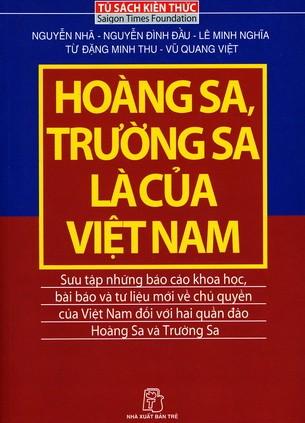 TỦ SÁCH KIẾN THỨC
Saigon Times Foundation
NGUYỄN NHÃ - NGUYỄN ĐÌNH ĐẦU - LÊ MINH NGHĨA
TỪ ĐẶNG MINH THU - VŨ QUANG VIỆT
HOÀNG SA,
TRƯỜNG SA
LÀ CỦA
VIỆT NAM
Sưu tập những báo cáo khoa học,
bài báo và tư liệu mới về chủ quyền
của Việt Nam đối với hai quần đảo
Hoàng Sa và Trường Sa
NHÀ XUẤT BẢN TRẺ